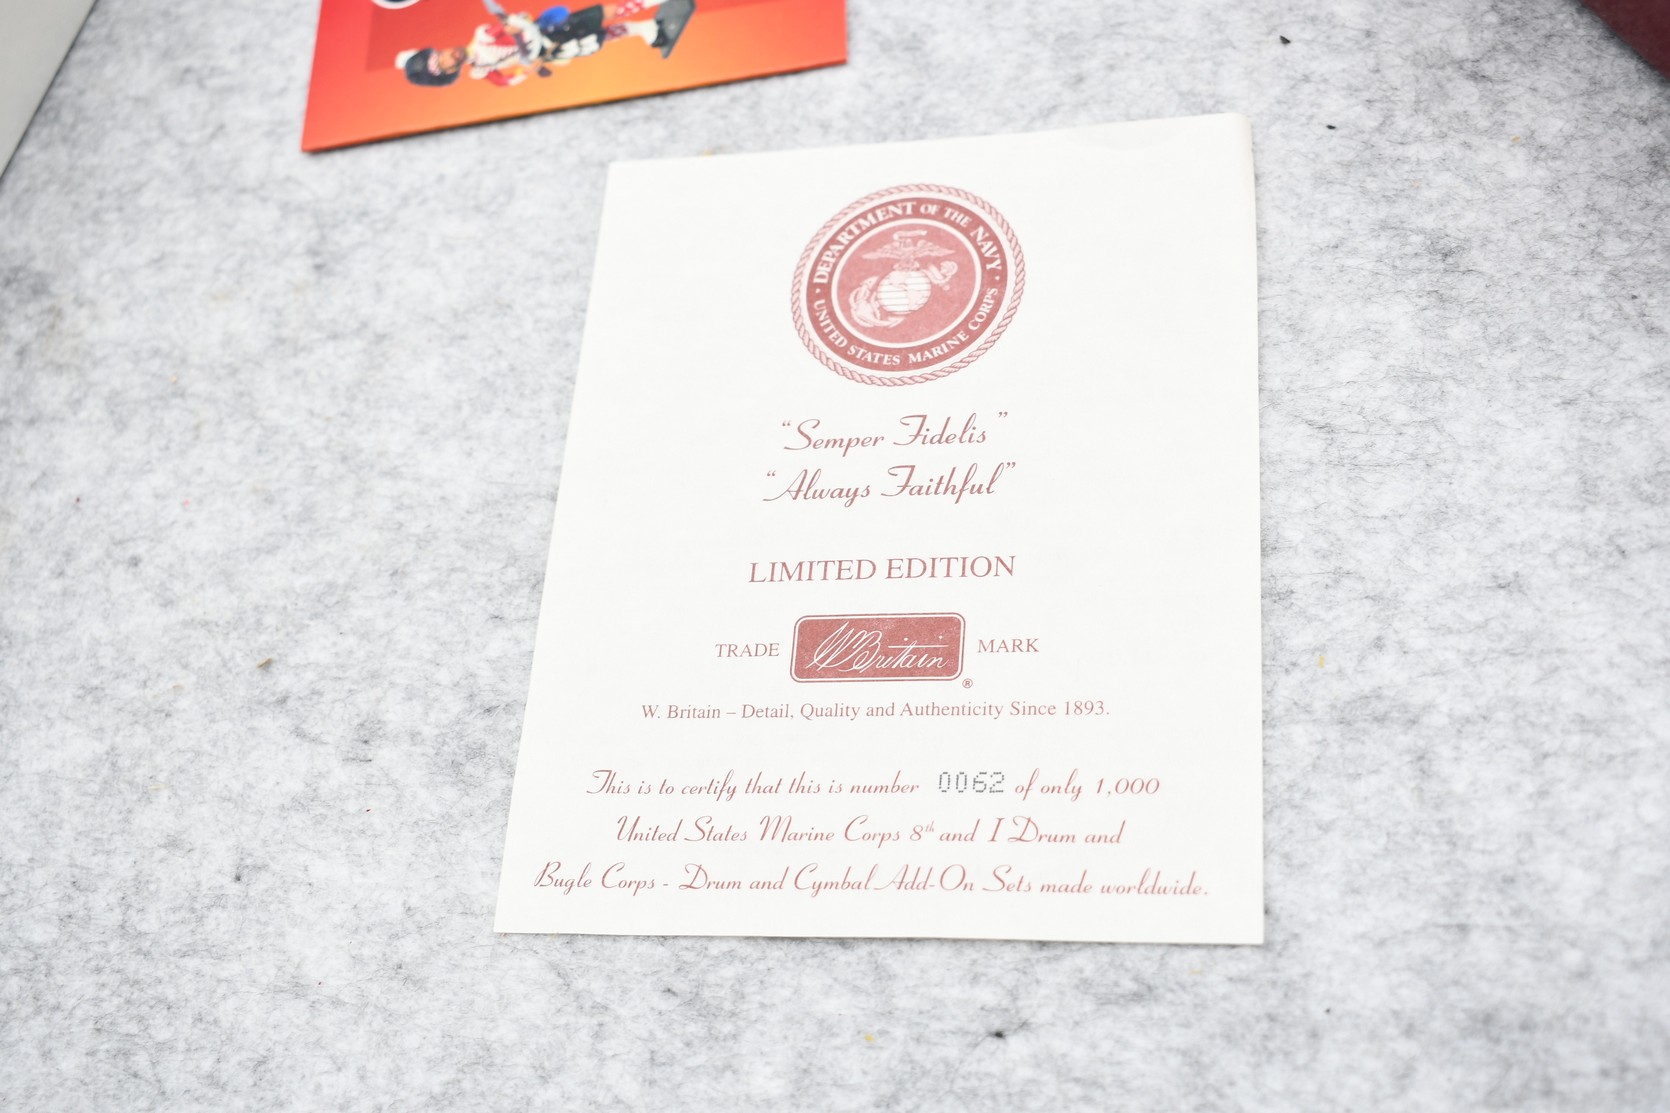 DEPARTMENT OF THE NAVY
· UNITED STATES MARINE CORPS ·
“Semper Fidelis”
“Always Faithful”
LIMITED EDITION
TRADE W Britain ® MARK
W. Britain – Detail, Quality and Authenticity Since 1893.
This is to certify that this is number 0062 of only 1,000
United States Marine Corps 8th and I Drum and
Bugle Corps - Drum and Cymbal Add-On Sets made worldwide.